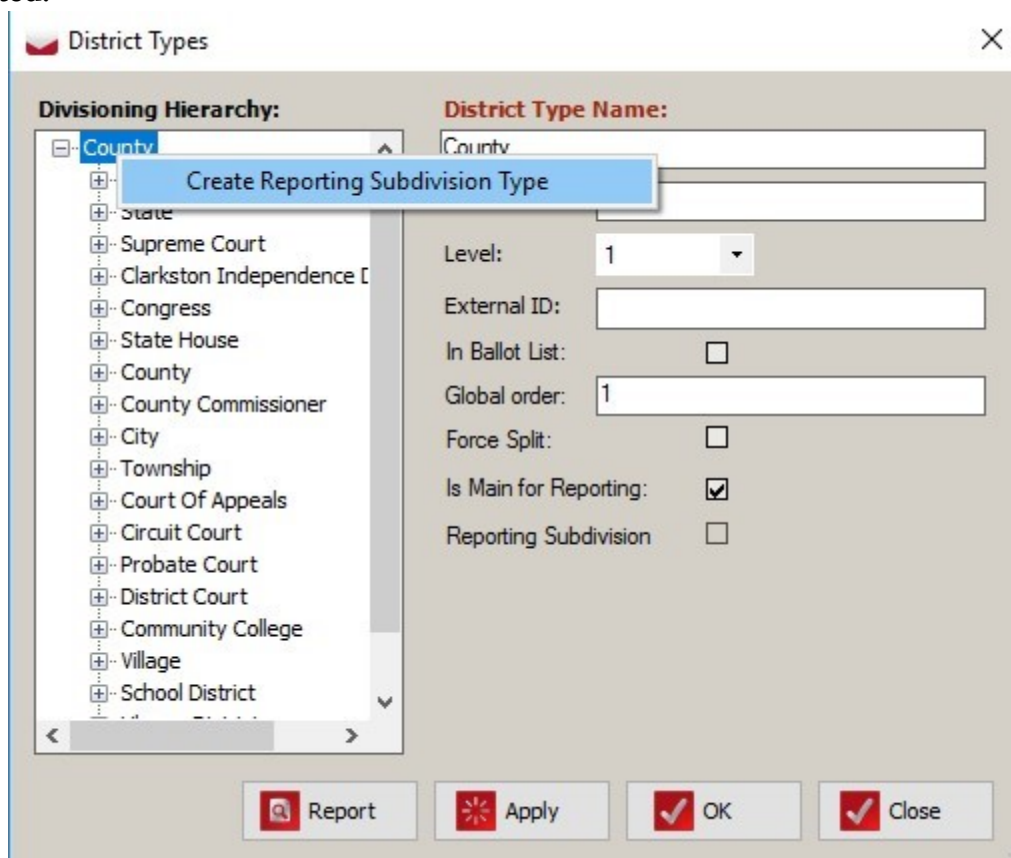 District Types
Divisioning Hierarchy:
District Type Name:
County
County
Create Reporting Subdivision Type
State
Supreme Court
Clarkston Independence D
Congress
State House
County
County Commissioner
City
Township
Court Of Appeals
Circuit Court
Probate Court
District Court
Community College
Village
School District
Level:
1
External ID:
In Ballot List:
Global order:
1
Force Split:
Is Main for Reporting:
Reporting Subdivision
Report
Apply
OK
Close